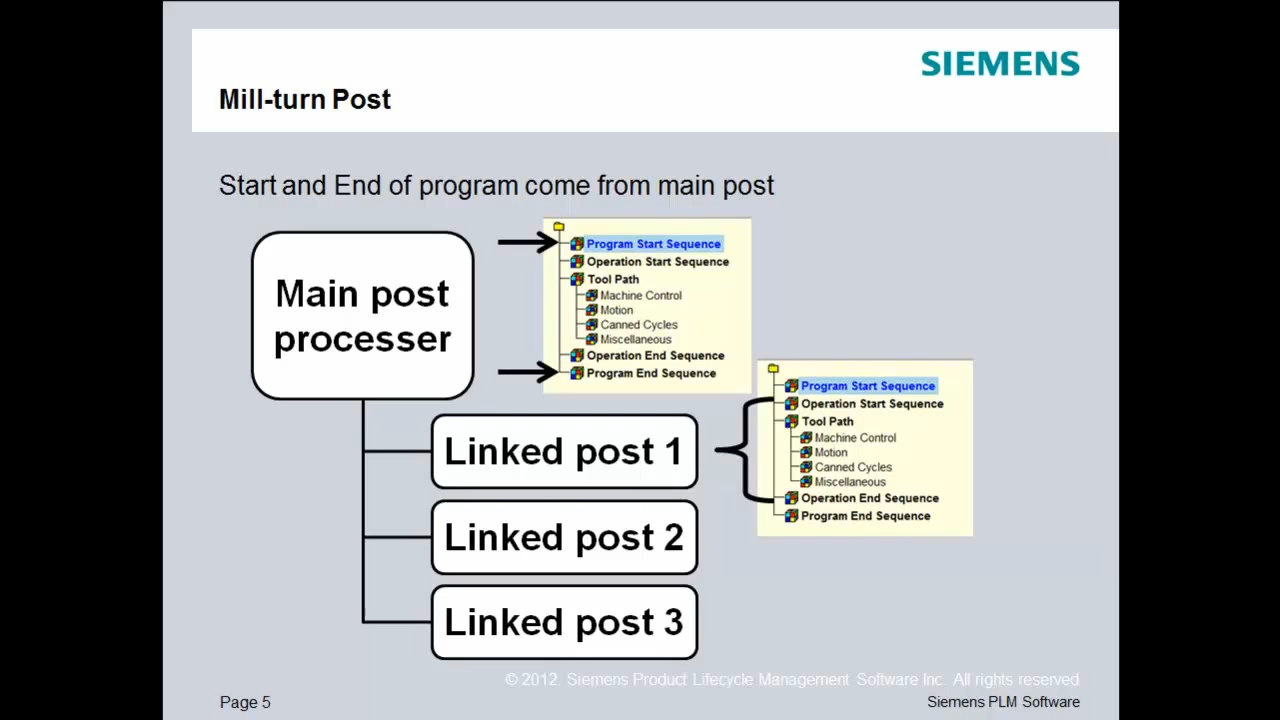 SIEMENS
Mill-turn Post
Start and End of program come from main post
Main post
processer
Program Start Sequence
Operation Start Sequence
Tool Path
Machine Control
Motion
Canned Cycles
Miscellaneous
Operation End Sequence
Program End Sequence
Linked post 1
Program Start Sequence
Operation Start Sequence
Tool Path
Machine Control
Motion
Canned Cycles
Miscellaneous
Operation End Sequence
Program End Sequence
Linked post 2
Linked post 3
© 2012. Siemens Product Lifecycle Management Software Inc. All rights reserved
Page 5
Siemens PLM Software